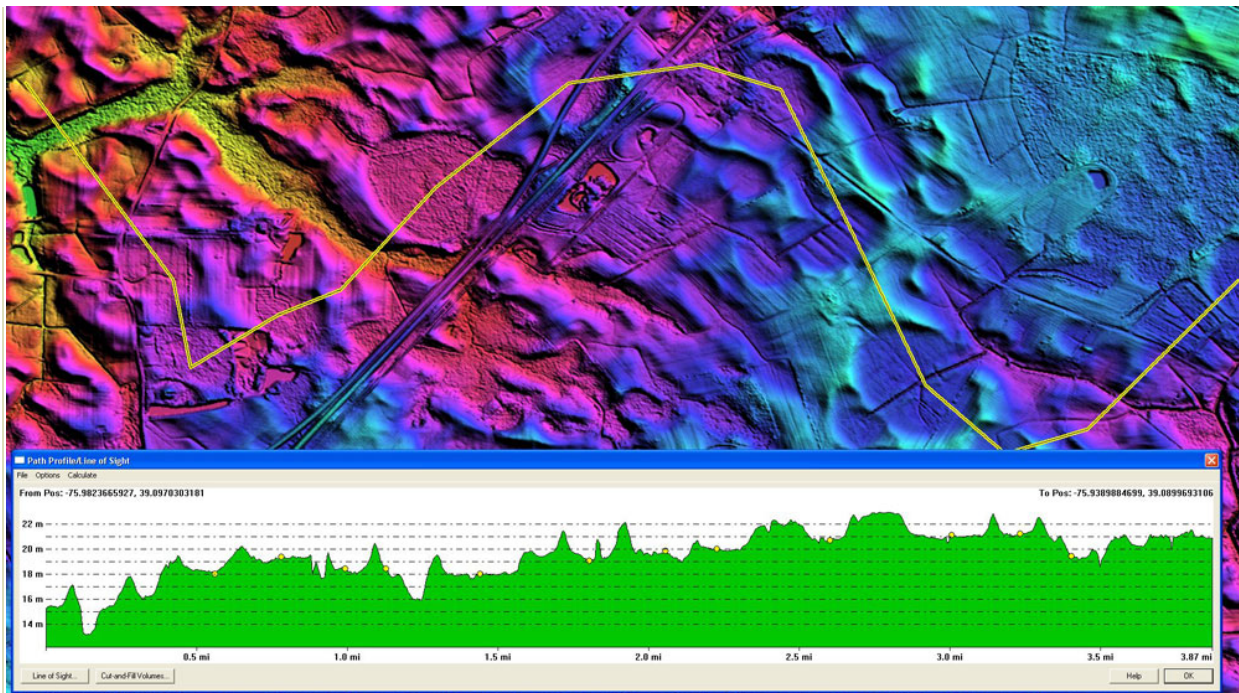 Path Profile/Line of Sight
File Options Calculate
From Pos: -75.9823665927, 39.0970303181
To Pos: -75.9389884699, 39.0899693106
22 m
20 m
18 m
16 m
14 m
0.5 mi
1.0 mi
1.5 mi
2.0 mi
2.5 mi
3.0 mi
3.5 mi
3.87 mi
Line of Sight...
Cut-and-Fill Volumes...
Help
OK